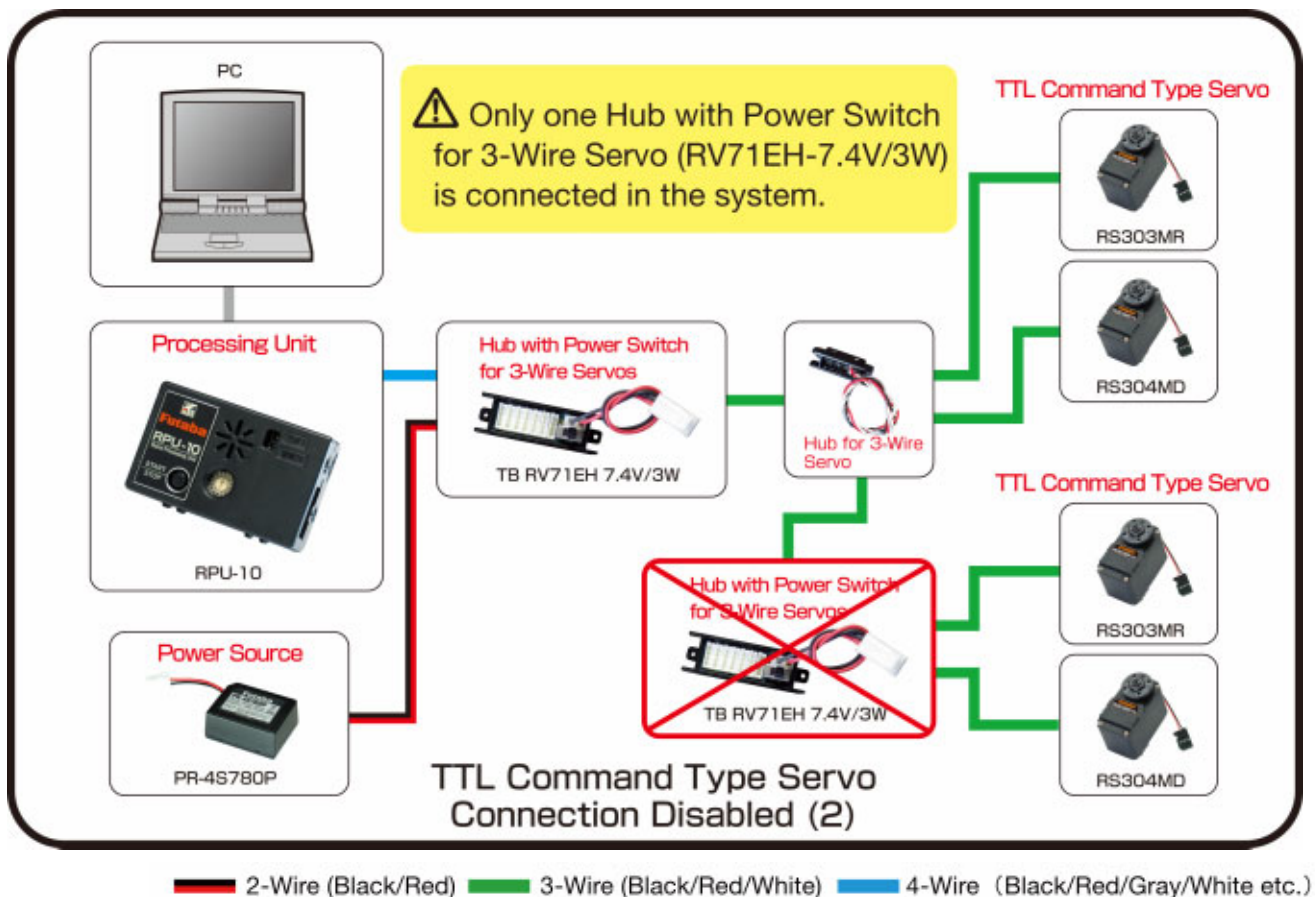 PC
⚠ Only one Hub with Power Switch
for 3-Wire Servo (RV71EH-7.4V/3W)
is connected in the system.
TTL Command Type Servo
RS303MR
RS304MD
Processing Unit
Futaba
RPU-10
START
STOP
RPU-10
Hub with Power Switch
for 3-Wire Servos
TB RV71EH 7.4V/3W
Hub for 3-Wire
Servo
TTL Command Type Servo
RS303MR
RS304MD
Hub with Power Switch
for 3-Wire Servos
TB RV71EH 7.4V/3W
Power Source
PR-4S780P
TTL Command Type Servo
Connection Disabled (2)
2-Wire (Black/Red) 3-Wire (Black/Red/White) 4-Wire (Black/Red/Gray/White etc.)